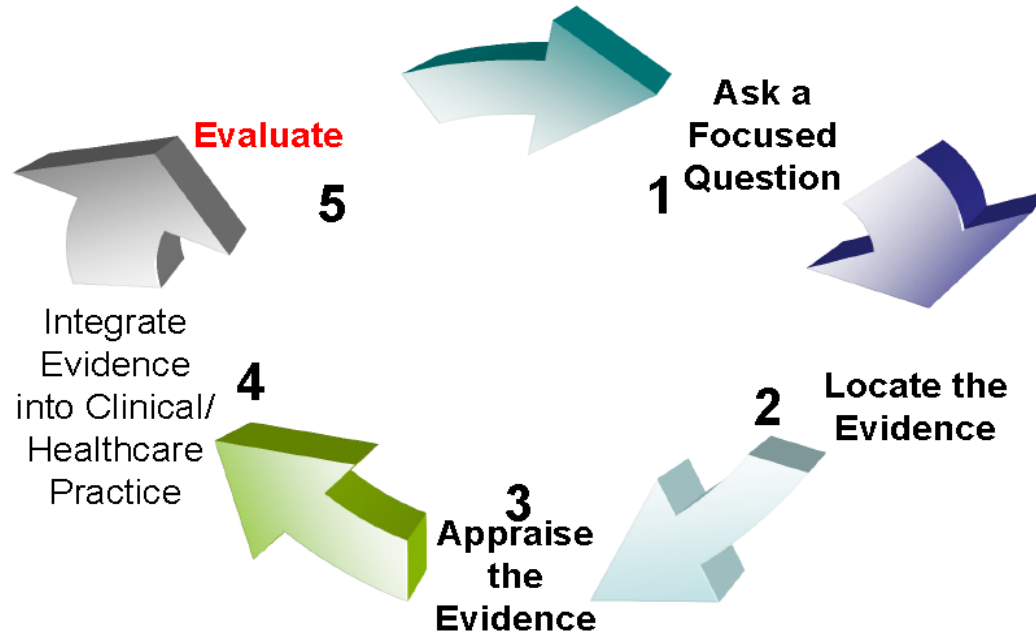 1
Ask a
Focused
Question
2
Locate the
Evidence
3
Appraise
the
Evidence
4
Integrate
Evidence
into Clinical/
Healthcare
Practice
5
Evaluate